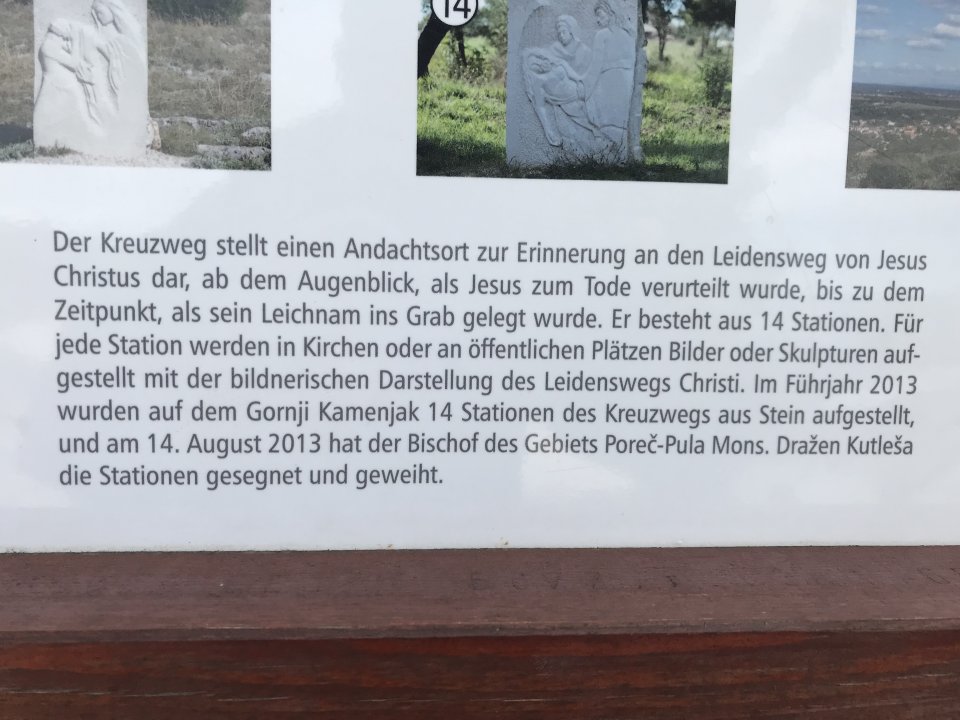 14
Der Kreuzweg stellt einen Andachtsort zur Erinnerung an den Leidensweg von Jesus
Christus dar, ab dem Augenblick, als Jesus zum Tode verurteilt wurde, bis zu dem
Zeitpunkt, als sein Leichnam ins Grab gelegt wurde. Er besteht aus 14 Stationen. Für
jede Station werden in Kirchen oder an öffentlichen Plätzen Bilder oder Skulpturen auf-
gestellt mit der bildnerischen Darstellung des Leidenswegs Christi. Im Führjahr 2013
wurden auf dem Gornji Kamenjak 14 Stationen des Kreuzwegs aus Stein aufgestellt,
und am 14. August 2013 hat der Bischof des Gebiets Poreč-Pula Mons. Dražen Kutleša
die Stationen gesegnet und geweiht.